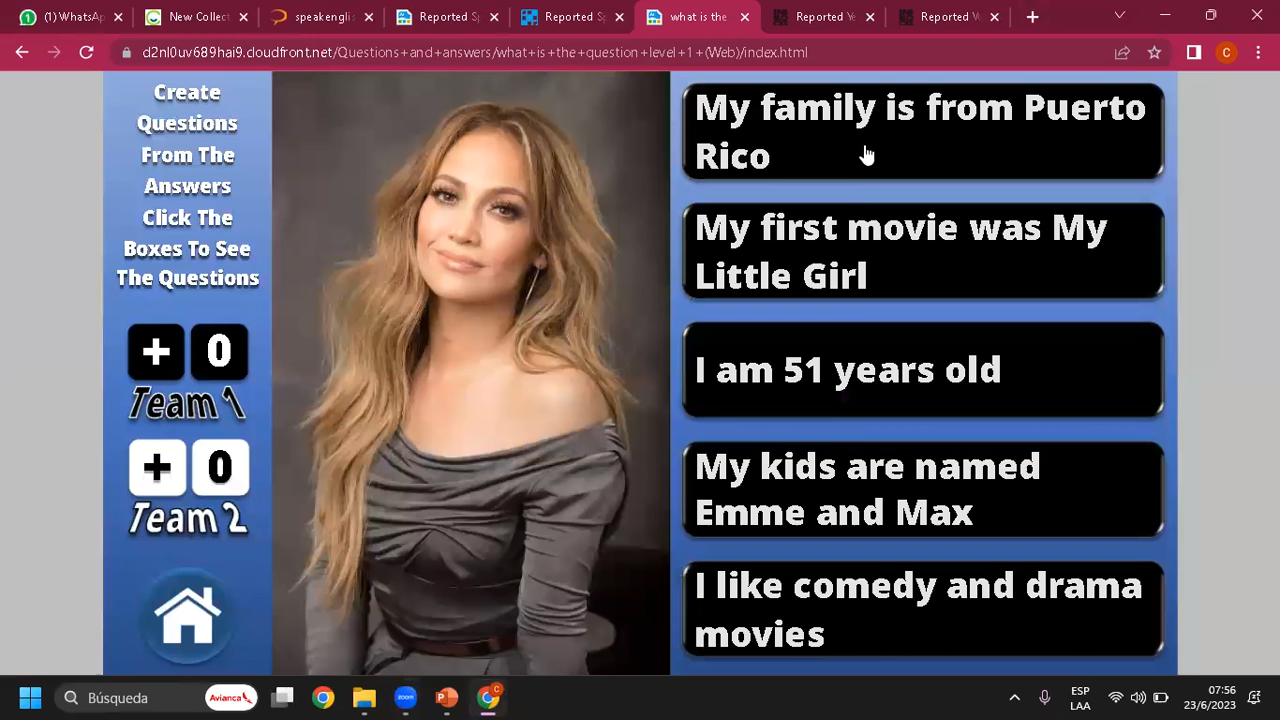 (1) WhatsA
New Collect
speakengli
Reported S
Reported Sp
what is the
Reported Ye
Reported W
d2nl0uv689hai9.cloudfront.net/Questions+and+answers/what+is+the+question+level+1+(Web)/index.html
C
Create
Questions
From The
Answers
Click The
Boxes To See
The Questions
+ 0
Team 1
+ 0
Team 2
My family is from Puerto
Rico
My first movie was My
Little Girl
I am 51 years old
My kids are named
Emme and Max
I like comedy and drama
movies
Búsqueda
Avianca
zoom
C
ESP
LAA
07:56
23/6/2023